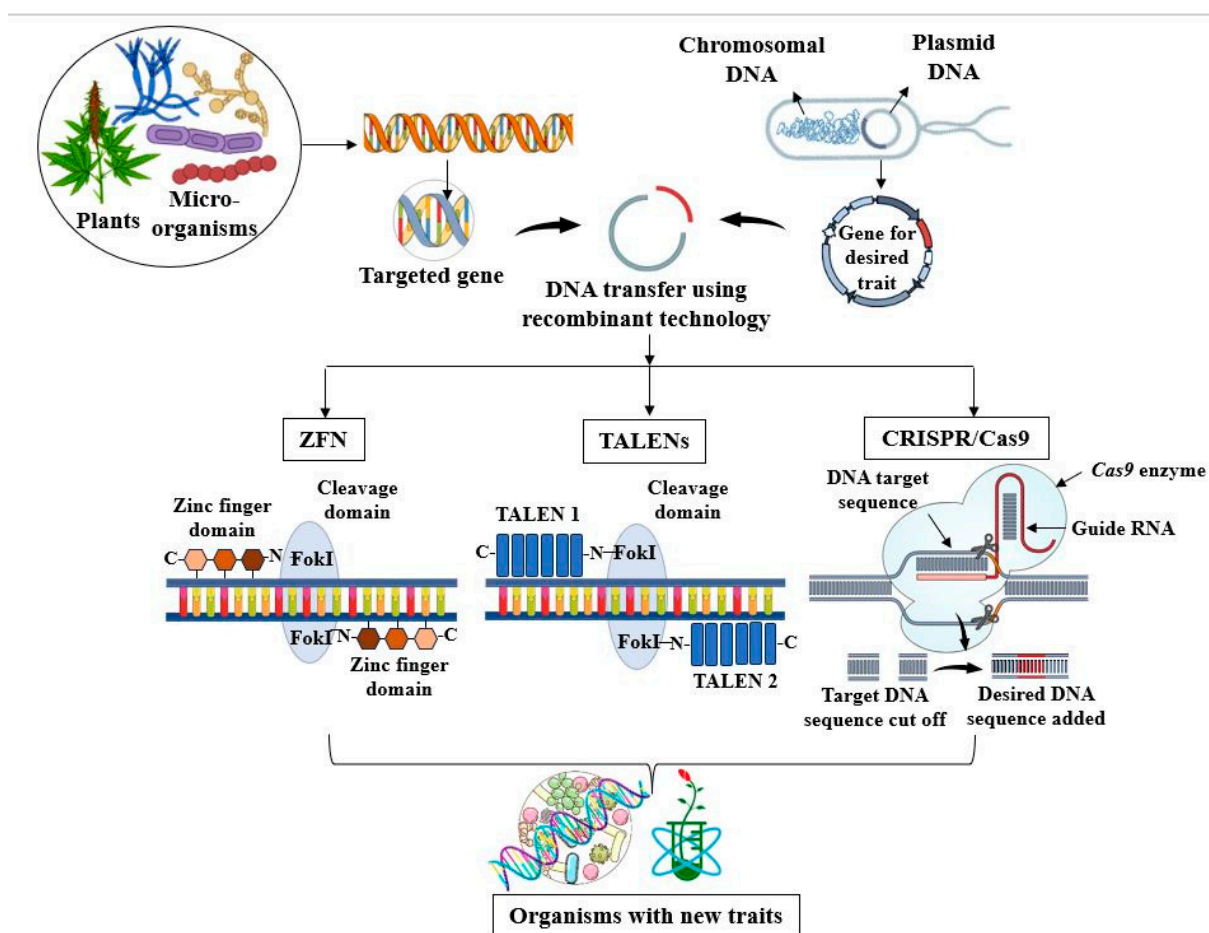 Chromosomal
DNA
Plasmid
DNA
Plants
Micro-
organisms
Targeted gene
Gene for
desired
trait
DNA transfer using
recombinant technology
ZFN
TALENs
CRISPR/Cas9
Zinc finger
domain
Cleavage
domain
C
N
FokI
FokI
N
C
Zinc finger
domain
TALEN 1
Cleavage
domain
C
N
FokI
FokI
N
C
TALEN 2
DNA target
sequence
Cas9 enzyme
Guide RNA
Target DNA
sequence cut off
Desired DNA
sequence added
Organisms with new traits